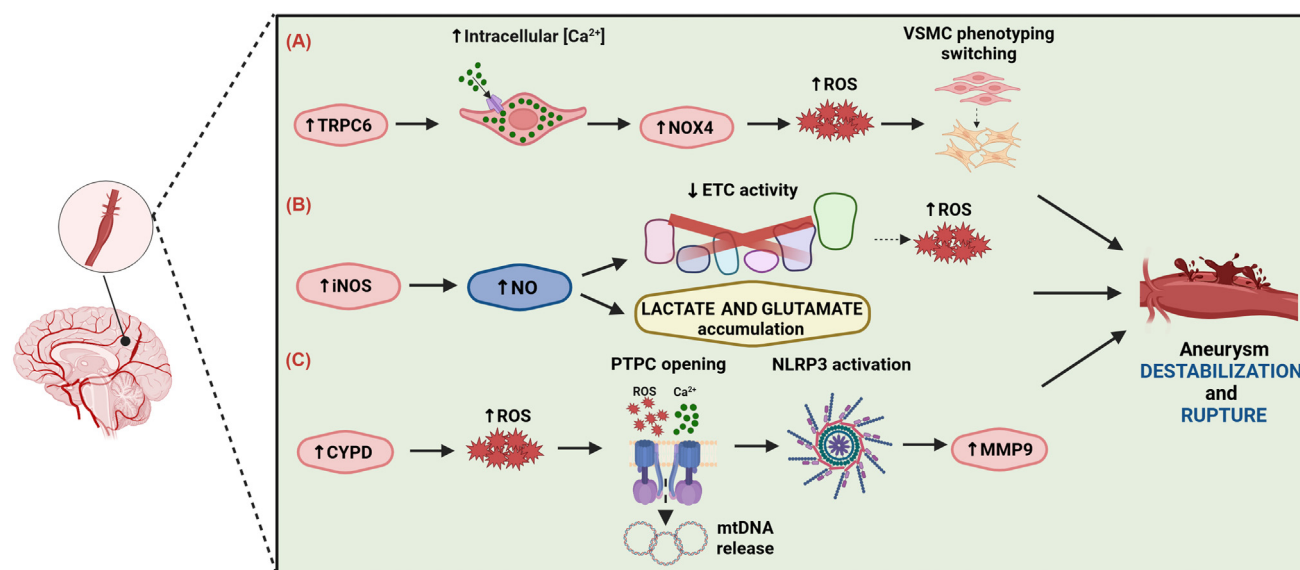 (A)
↑Intracellular [Ca²⁺]
VSMC phenotyping
switching
↑ROS
↑TRPC6
↑NOX4
(B)
↓ETC activity
↑ROS
↑iNOS
↑NO
LACTATE AND GLUTAMATE
accumulation
Aneurysm
DESTABILIZATION
and
RUPTURE
(C)
PTPC opening
NLRP3 activation
ROS
Ca²⁺
↑ROS
↑CYPD
↑MMP9
mtDNA
release